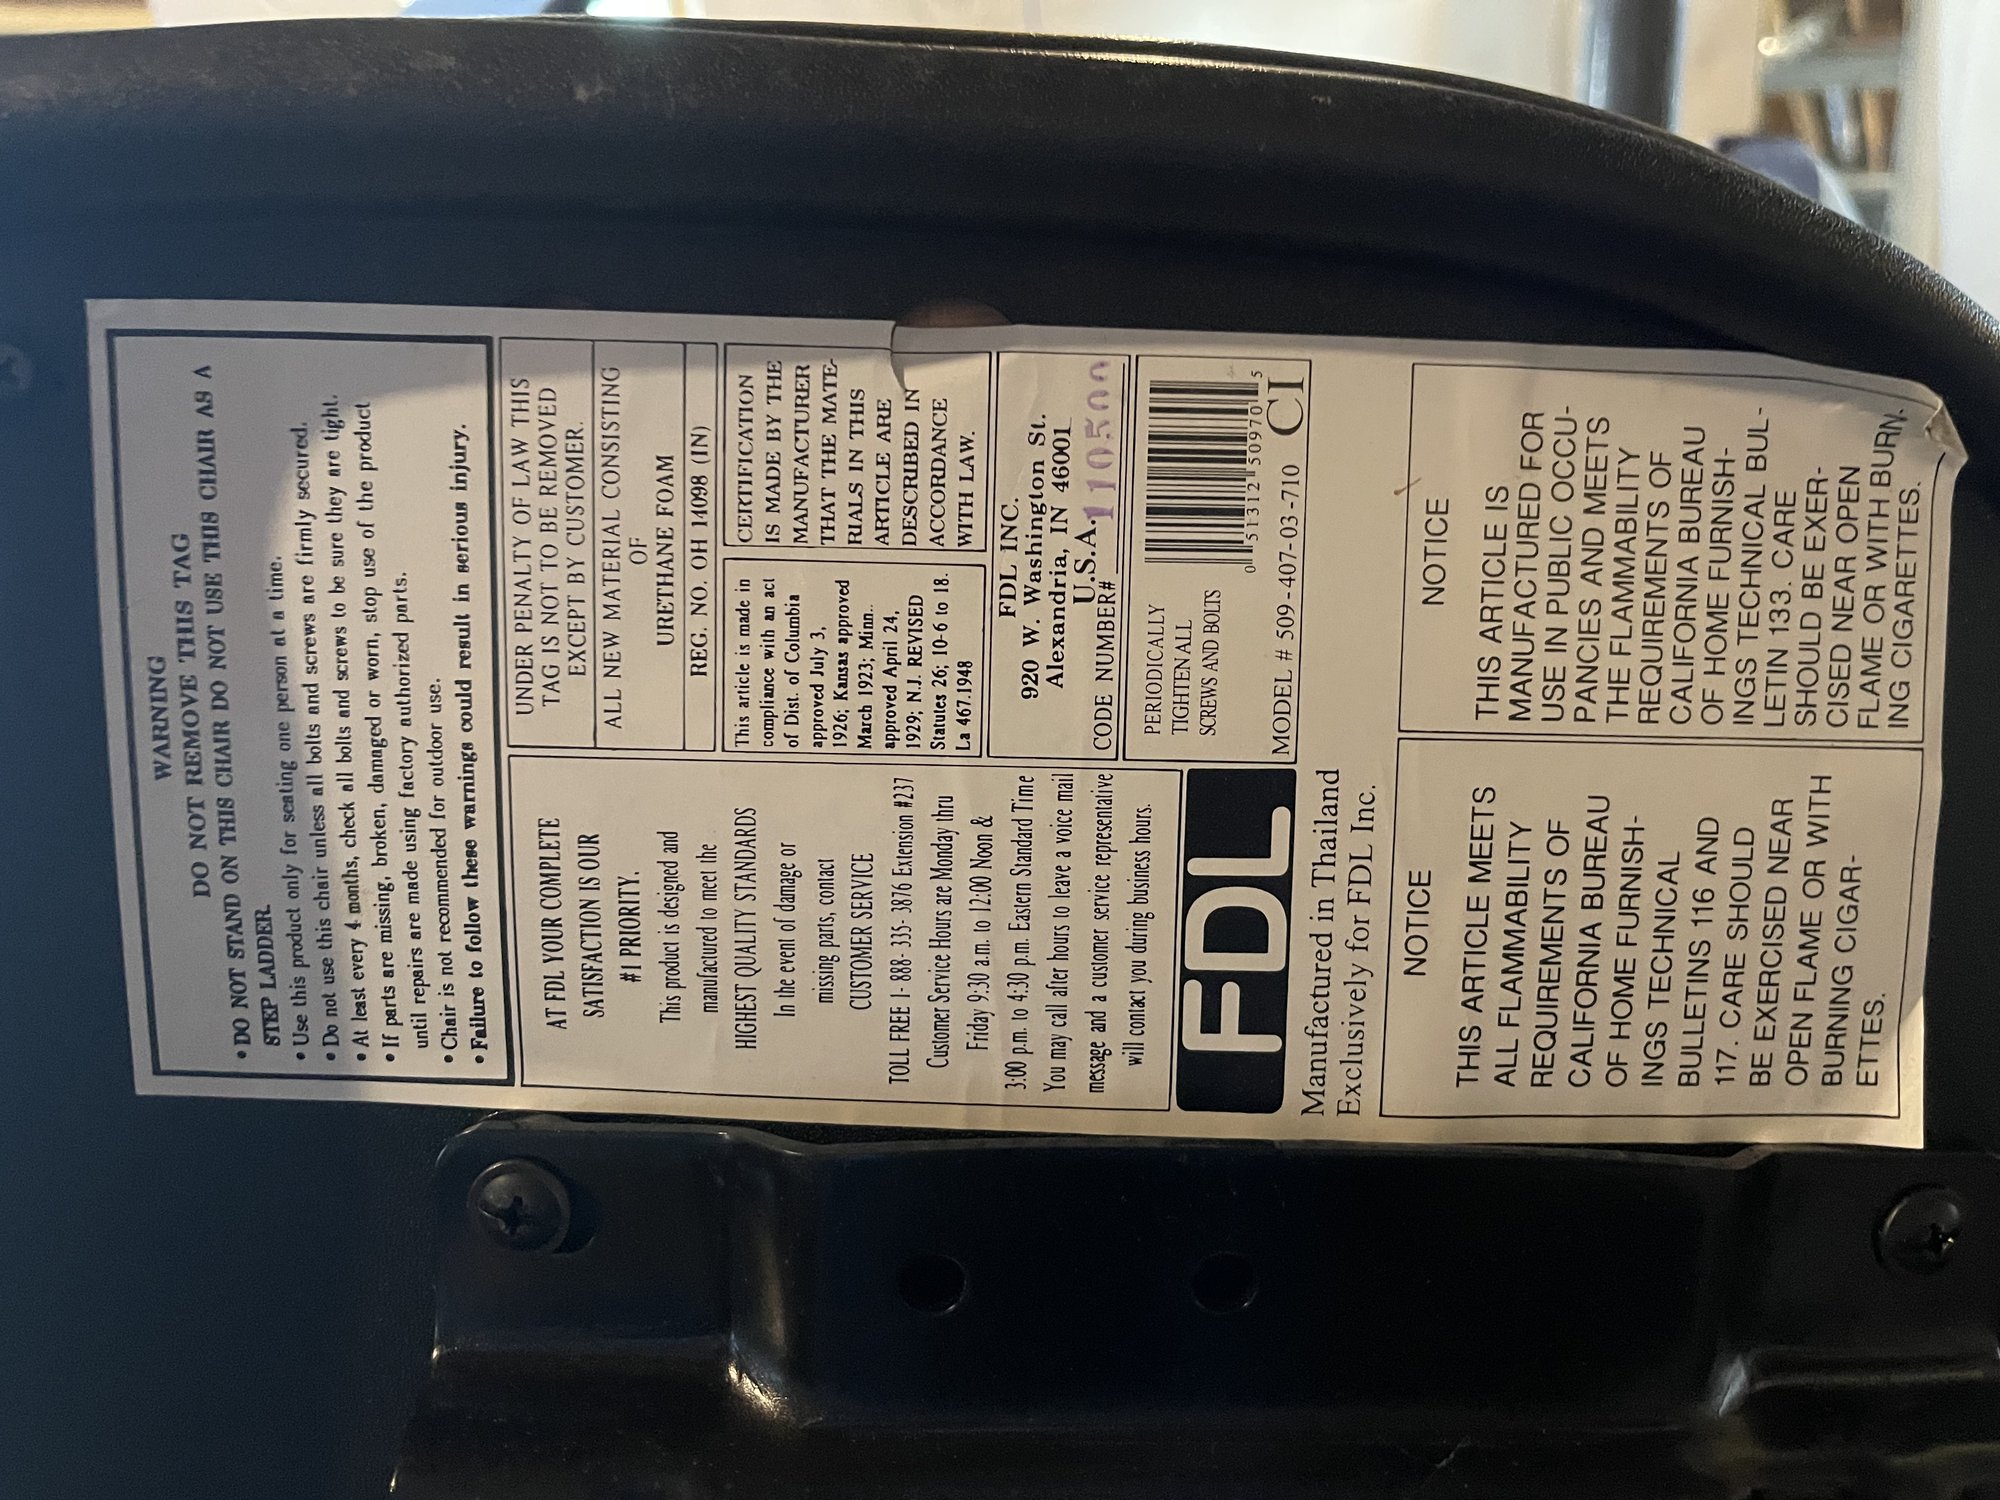 WARNING
DO NOT REMOVE THIS TAG
• DO NOT STAND ON THIS CHAIR DO NOT USE THIS CHAIR AS A
STEP LADDER.
• Use this product only for seating one person at a time.
• Do not use this chair unless all bolts and screws are firmly secured.
• At least every 4 months, check all bolts and screws to be sure they are tight.
• If parts are missing, broken, damaged or worn, stop use of the product
until repairs are made using factory authorized parts.
• Chair is not recommended for outdoor use.
• Failure to follow these warnings could result in serious injury.
AT FDL YOUR COMPLETE
SATISFACTION IS OUR
#1 PRIORITY.
This product is designed and
manufactured to meet the
HIGHEST QUALITY STANDARDS
In the event of damage or
missing parts, contact
CUSTOMER SERVICE
TOLL FREE 1- 888- 335- 3876 Extension #237
Customer Service Hours are Monday thru
Friday 9:30 a.m. to 12:00 Noon &
3:00 p.m. to 4:30 p.m. Eastern Standard Time
You may call after hours to leave a voice mail
message and a customer service representative
will contact you during business hours.
UNDER PENALTY OF LAW THIS
TAG IS NOT TO BE REMOVED
EXCEPT BY CUSTOMER.
ALL NEW MATERIAL CONSISTING
OF
URETHANE FOAM
REG. NO. OH 14098 (IN)
This article is made in
compliance with an act
of Dist. of Columbia
approved July 3,
1926; Kansas approved
March 1923; Minn..
approved April 24,
1929; N.J. REVISED
Statutes 26; 10-6 to 18.
La 467.1948
CERTIFICATION
IS MADE BY THE
MANUFACTURER
THAT THE MATE-
RIALS IN THIS
ARTICLE ARE
DESCRIBED IN
ACCORDANCE
WITH LAW.
FDL INC.
920 W. Washington St.
Alexandria, IN 46001
U.S.A.
CODE NUMBER# 110500
PERIODICALLY
TIGHTEN ALL
SCREWS AND BOLTS
0 51312 50970 5
MODEL # 509-407-03-710 CI
FDL
Manufactured in Thailand
Exclusively for FDL Inc.
NOTICE
THIS ARTICLE MEETS
ALL FLAMMABILITY
REQUIREMENTS OF
CALIFORNIA BUREAU
OF HOME FURNISH-
INGS TECHNICAL
BULLETINS 116 AND
117. CARE SHOULD
BE EXERCISED NEAR
OPEN FLAME OR WITH
BURNING CIGAR-
ETTES.
NOTICE
THIS ARTICLE IS
MANUFACTURED FOR
USE IN PUBLIC OCCU-
PANCIES AND MEETS
THE FLAMMABILITY
REQUIREMENTS OF
CALIFORNIA BUREAU
OF HOME FURNISH-
INGS TECHNICAL BUL-
LETIN 133. CARE
SHOULD BE EXER-
CISED NEAR OPEN
FLAME OR WITH BURN-
ING CIGARETTES.